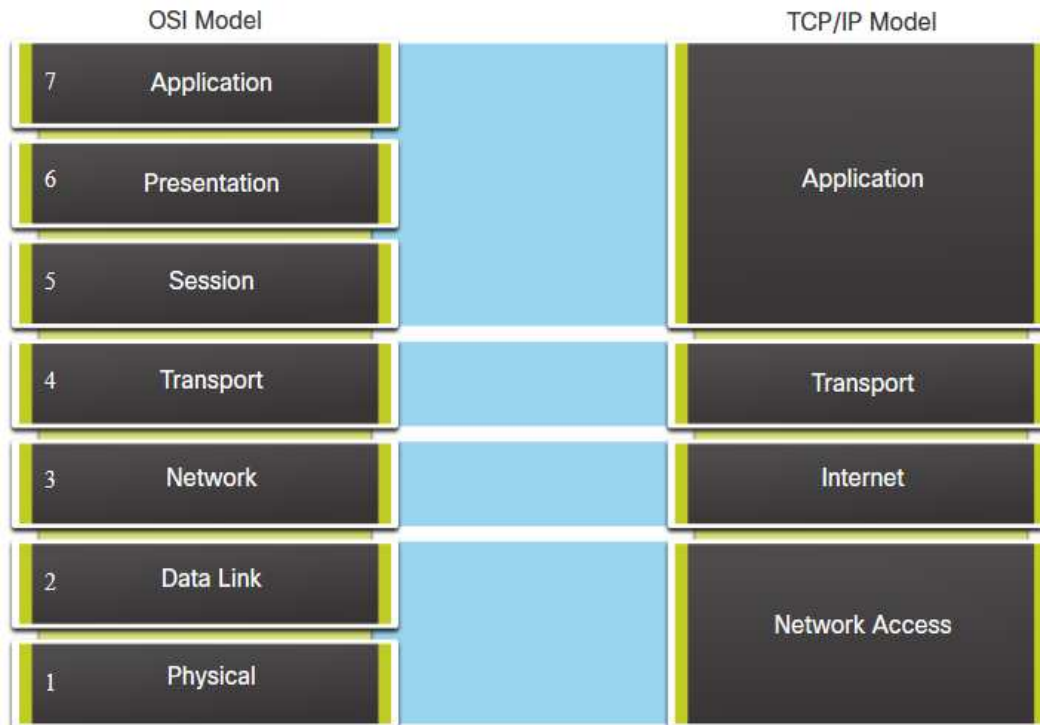 OSI Model
TCP/IP Model
7 Application
6 Presentation
5 Session
Application
4 Transport
Transport
3 Network
Internet
2 Data Link
1 Physical
Network Access